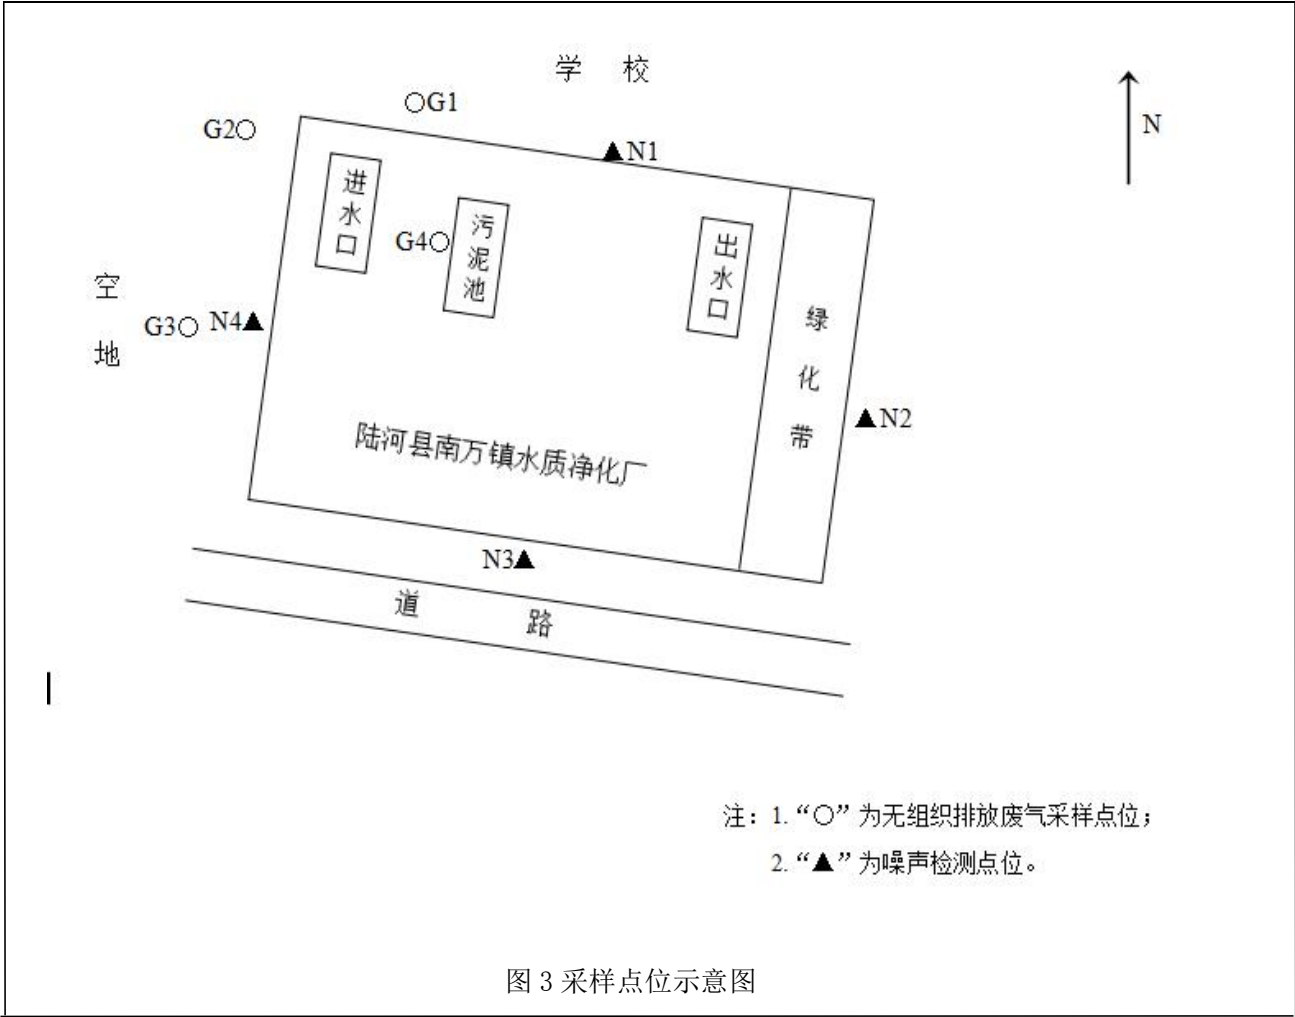 学 校
G1
G2
N
N1
进水口
污泥池
G4
出水口
空地
G3
N4
绿化带
N2
陆河县南万镇水质净化厂
N3
道 路
注：1.“○”为无组织排放废气采样点位；
2.“▲”为噪声检测点位。
图 3 采样点位示意图